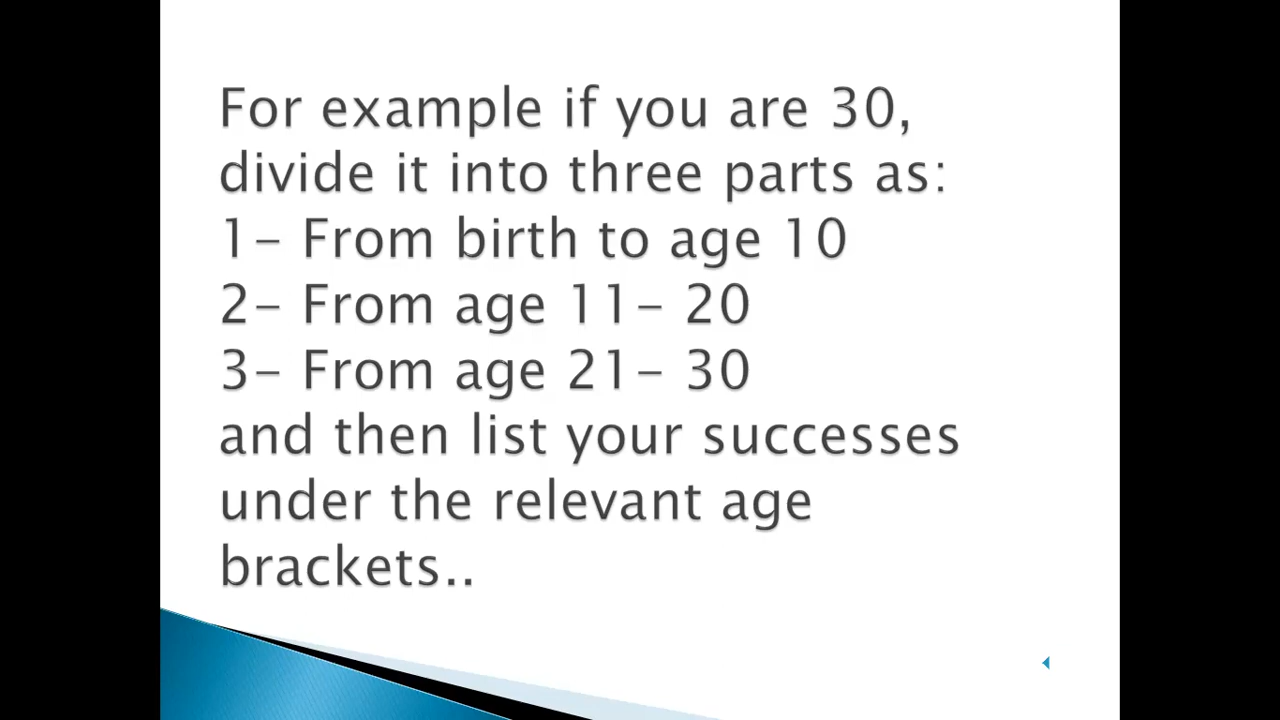 For example if you are 30,
divide it into three parts as:
1- From birth to age 10
2- From age 11- 20
3- From age 21- 30
and then list your successes
under the relevant age
brackets..